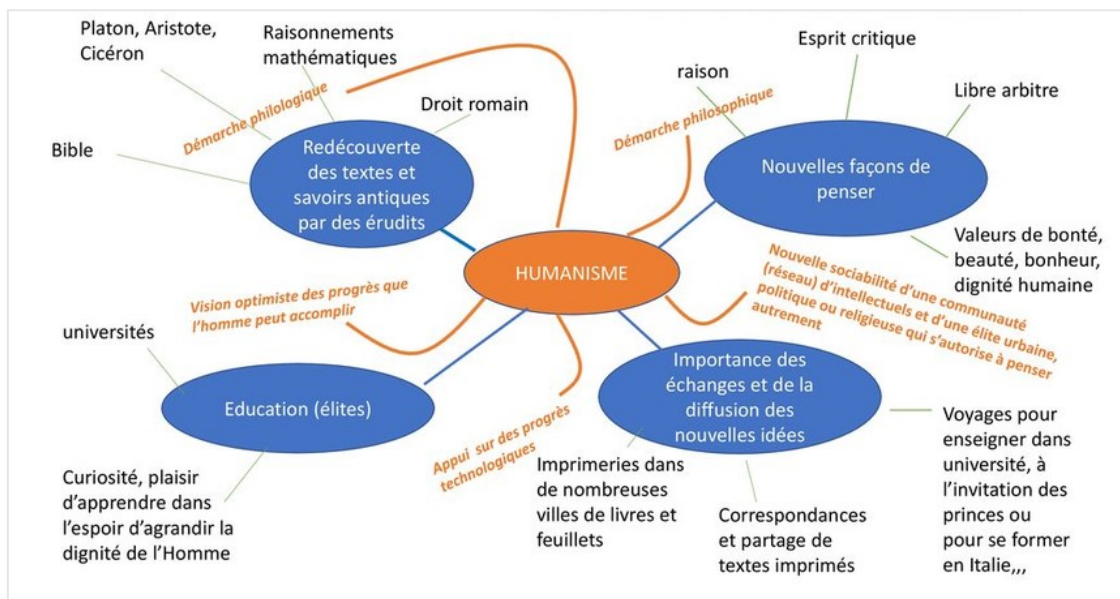 Platon, Aristote,
Cicéron
Raisonnements
mathématiques
Démarche philologique
Droit romain
Bible
Redécouverte
des textes et
savoirs antiques
par des érudits
Esprit critique
raison
Libre arbitre
Démarche philosophique
Nouvelles façons de
penser
Valeurs de bonté,
beauté, bonheur,
dignité humaine
HUMANISME
Nouvelle sociabilité d'une communauté
(réseau) d'intellectuels et d'une élite urbaine,
politique ou religieuse qui s'autorise à penser
autrement
Vision optimiste des progrès que
l'homme peut accomplir
universités
Education (élites)
Curiosité, plaisir
d'apprendre dans
l'espoir d'agrandir la
dignité de l'Homme
Appui sur des progrès
technologiques
Importance des
échanges et de la
diffusion des
nouvelles idées
Imprimeries dans
de nombreuses
villes de livres et
feuillets
Correspondances
et partage de
textes imprimés
Voyages pour
enseigner dans
université, à
l'invitation des
princes ou
pour se former
en Italie,,,